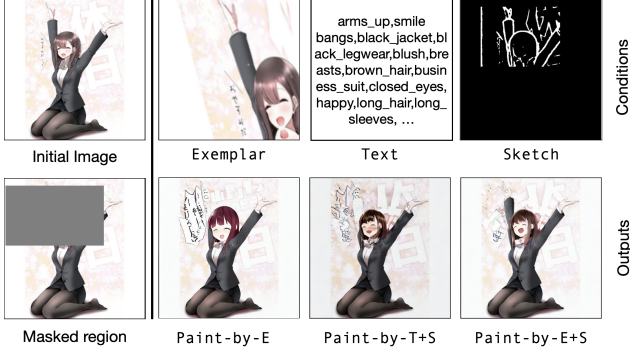 arms_up,smile
bangs,black_jacket,bl
ack_legwear,blush,bre
asts,brown_hair,busin
ess_suit,closed_eyes,
happy,long_hair,long_
sleeves, ...
Conditions
Initial Image
Exemplar
Text
Sketch
Outputs
Masked region
Paint-by-E
Paint-by-T+S
Paint-by-E+S